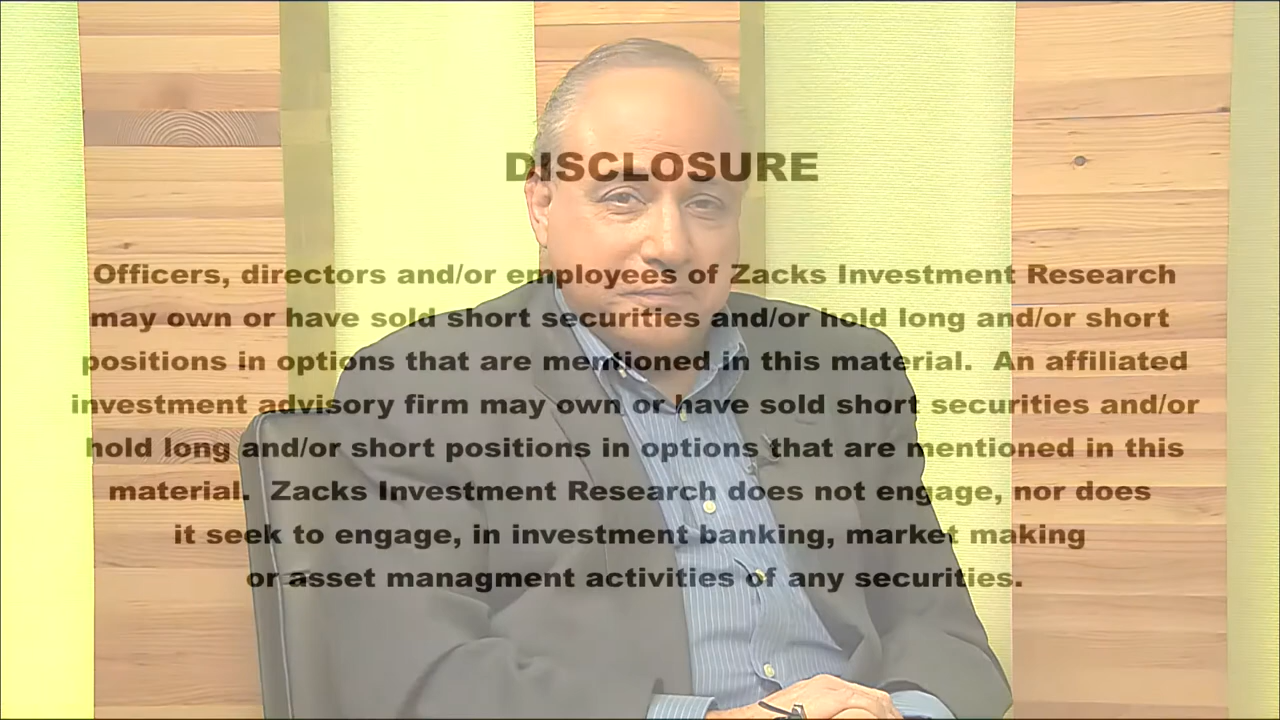 DISCLOSURE
Officers, directors and/or employees of Zacks Investment Research
may own or have sold short securities and/or hold long and/or short
positions in options that are mentioned in this material.  An affiliated
investment advisory firm may own or have sold short securities and/or
hold long and/or short positions in options that are mentioned in this
material.  Zacks Investment Research does not engage, nor does
it seek to engage, in investment banking, market making
or asset managment activities of any securities.